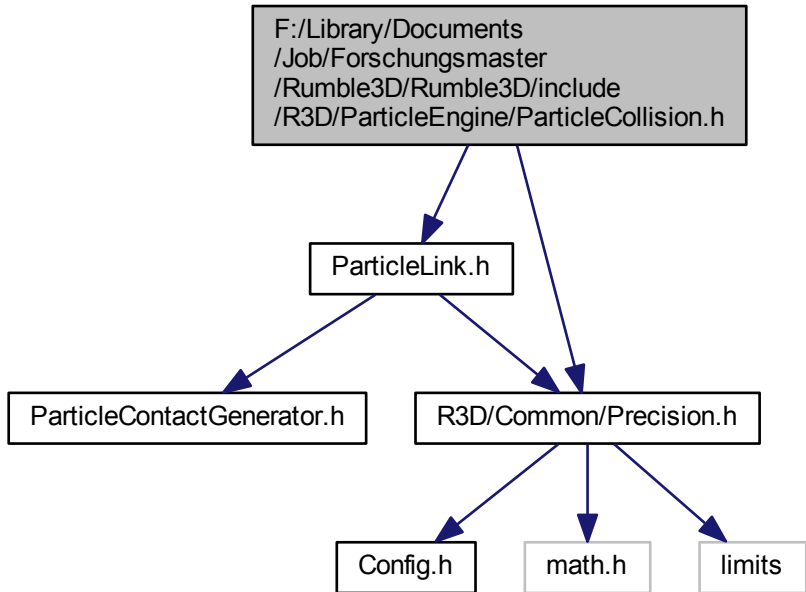 F:/Library/Documents
/Job/Forschungsmaster
/Rumble3D/Rumble3D/include
/R3D/ParticleEngine/ParticleCollision.h
ParticleLink.h
ParticleContactGenerator.h
R3D/Common/Precision.h
Config.h
math.h
limits